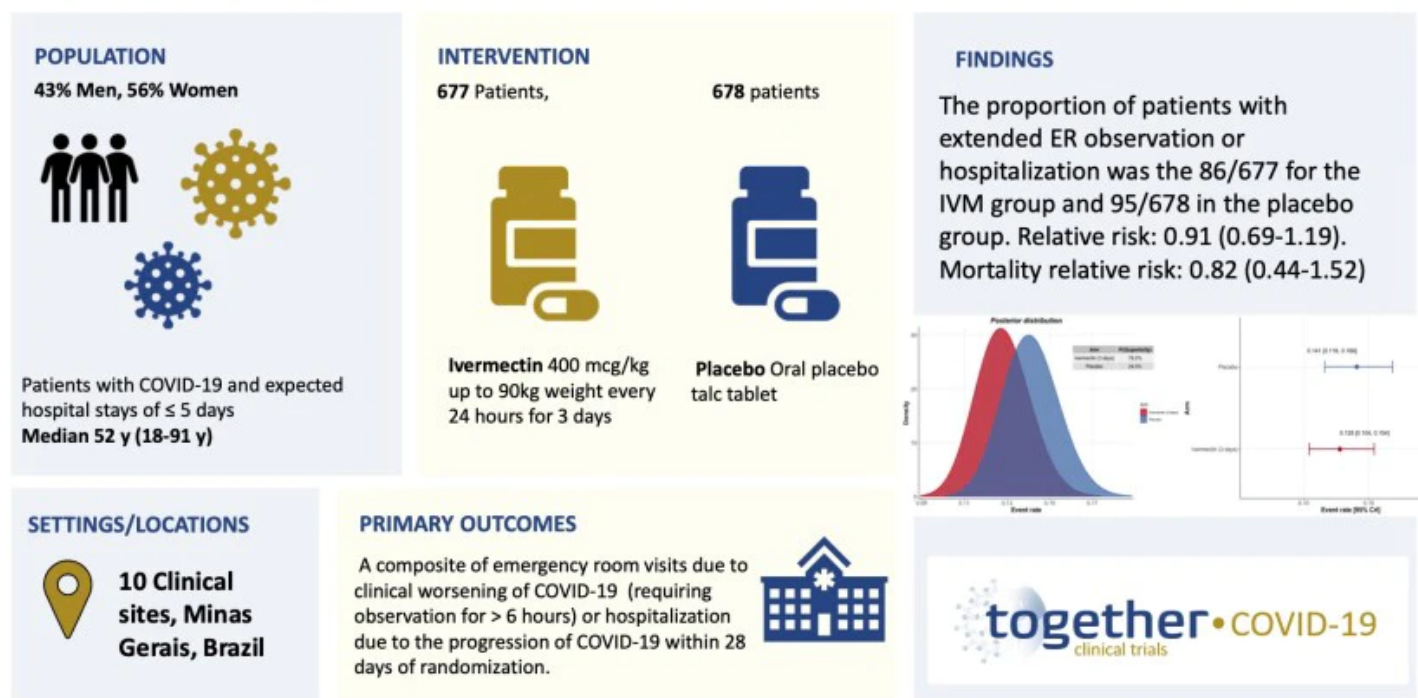 POPULATION
43% Men, 56% Women
Patients with COVID-19 and expected
hospital stays of ≤ 5 days
Median 52 y (18-91 y)
INTERVENTION
677 Patients,
678 patients
Ivermectin 400 mcg/kg
up to 90kg weight every
24 hours for 3 days
Placebo Oral placebo
talc tablet
FINDINGS
The proportion of patients with
extended ER observation or
hospitalization was the 86/677 for the
IVM group and 95/678 in the placebo
group. Relative risk: 0.91 (0.69-1.19).
Mortality relative risk: 0.82 (0.44-1.52)
Posterior distribution
Density
Event rate
Placebo
Arm
Ivermectin (3 days)
Event rate [95% CrI]
SETTINGS/LOCATIONS
10 Clinical
sites, Minas
Gerais, Brazil
PRIMARY OUTCOMES
A composite of emergency room visits due to
clinical worsening of COVID-19 (requiring
observation for > 6 hours) or hospitalization
due to the progression of COVID-19 within 28
days of randomization.
together•COVID-19
clinical trials